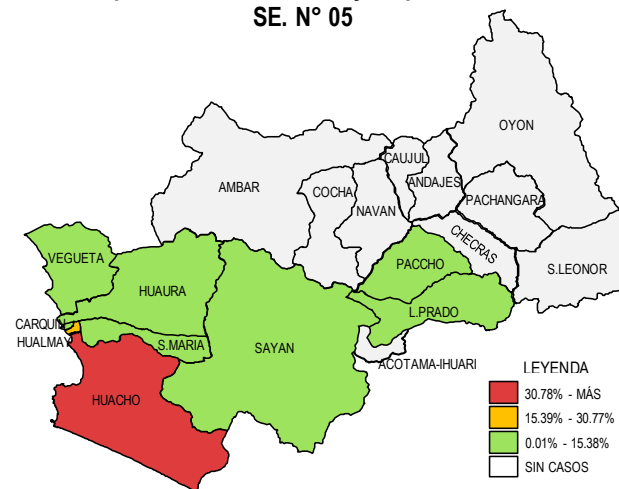 SE. N° 05
OYON
CAUJUL
ANDAJES
AMBAR
COCHA
PACHANGARA
NAVAN
CHECRAS
VEGUETA
PACCHO
S.LEONOR
HUAURA
L.PRADO
CARQUIN
HUALMAY
S.MARIA
SAYAN
ACOTAMA-IHUARI
HUACHO
LEYENDA
30.78% - MÁS
15.39% - 30.77%
0.01% - 15.38%
SIN CASOS